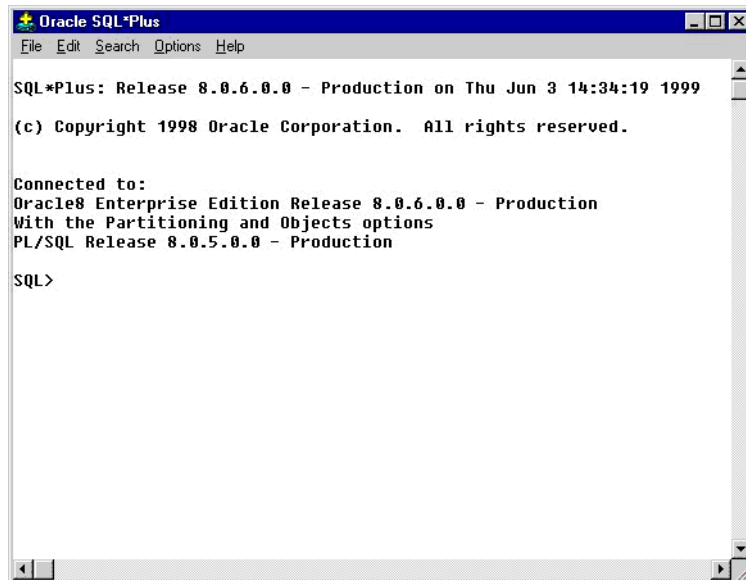 Oracle SQL*Plus
File Edit Search Options Help
SQL*Plus: Release 8.0.6.0.0 - Production on Thu Jun 3 14:34:19 1999
(c) Copyright 1998 Oracle Corporation.  All rights reserved.
Connected to:
Oracle8 Enterprise Edition Release 8.0.6.0.0 - Production
With the Partitioning and Objects options
PL/SQL Release 8.0.5.0.0 - Production
SQL>